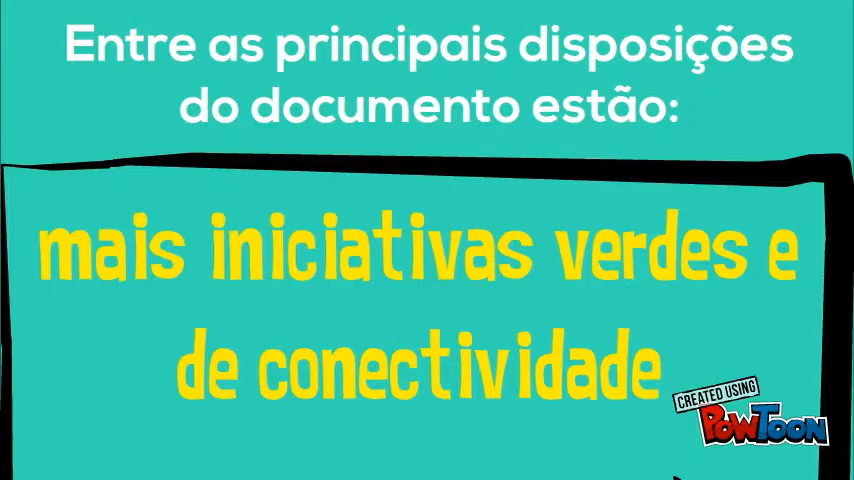 Entre as principais disposições
do documento estão:
mais iniciativas verdes e
de conectividade
CREATED USING
POWTOON